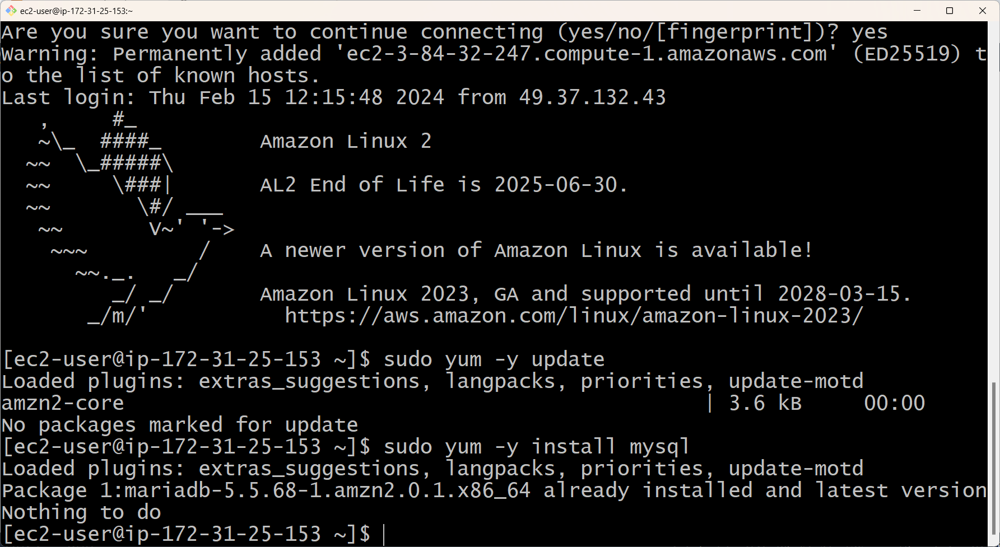 ec2-user@ip-172-31-25-153:~
Are you sure you want to continue connecting (yes/no/[fingerprint])? yes
Warning: Permanently added 'ec2-3-84-32-247.compute-1.amazonaws.com' (ED25519) t
o the list of known hosts.
Last login: Thu Feb 15 12:15:48 2024 from 49.37.132.43
   ,     #_
   ~\_  ####_        Amazon Linux 2
  ~~  \_#####\
  ~~     \###|       AL2 End of Life is 2025-06-30.
  ~~       \#/ ___
   ~~       V~' '->
    ~~~         /    A newer version of Amazon Linux is available!
      ~~._.   _/
         _/ _/       Amazon Linux 2023, GA and supported until 2028-03-15.
       _/m/'           https://aws.amazon.com/linux/amazon-linux-2023/
[ec2-user@ip-172-31-25-153 ~]$ sudo yum -y update
Loaded plugins: extras_suggestions, langpacks, priorities, update-motd
amzn2-core                                               | 3.6 kB     00:00
No packages marked for update
[ec2-user@ip-172-31-25-153 ~]$ sudo yum -y install mysql
Loaded plugins: extras_suggestions, langpacks, priorities, update-motd
Package 1:mariadb-5.5.68-1.amzn2.0.1.x86_64 already installed and latest version
Nothing to do
[ec2-user@ip-172-31-25-153 ~]$